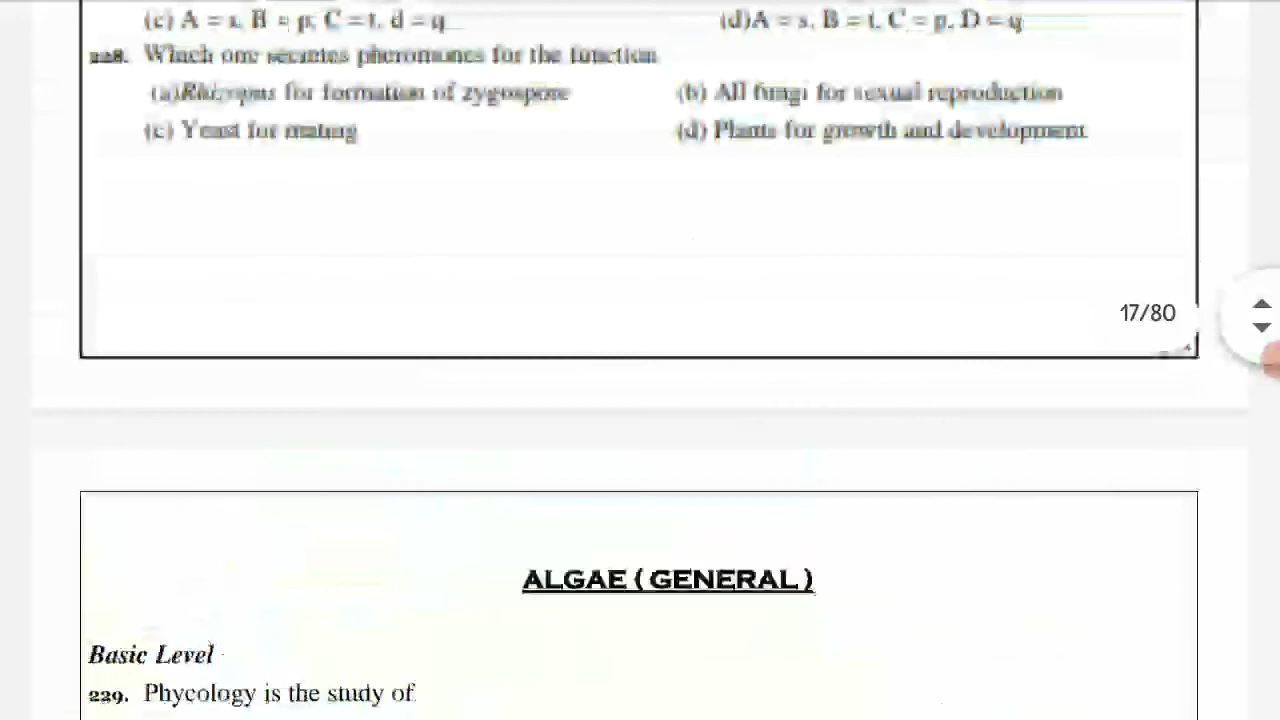 (c) A = s, B = p, C = t, d = q
(d)A = s, B = t, C = p, D = q
228. Which one secretes pheromones for the function
(a)Rhizopus for formation of zygospore
(b) All fungi for sexual reproduction
(c) Yeast for mating
(d) Plants for growth and development
17/80
ALGAE ( GENERAL )
Basic Level
229. Phycology is the study of